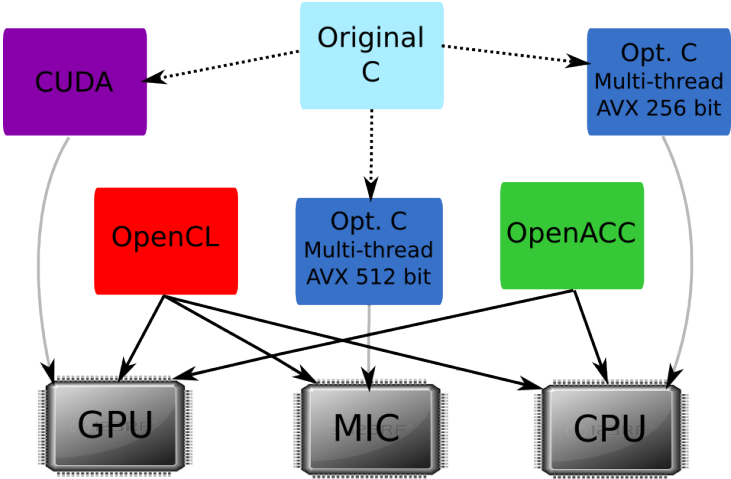 Original
C
CUDA
Opt. C
Multi-thread
AVX 256 bit
OpenCL
Opt. C
Multi-thread
AVX 512 bit
OpenACC
GPU
MIC
CPU